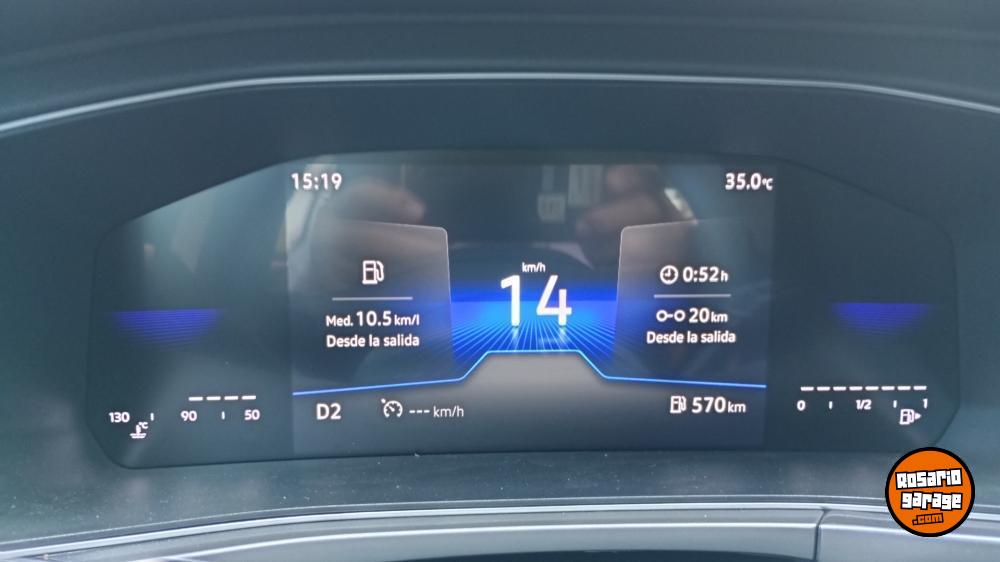 15:19
35.0°C
km/h
14
Med. 10.5 km/l
Desde la salida
0:52 h
20 km
Desde la salida
130 90 50
°C
D2
--- km/h
570 km
0 1/2 1
Rosario
garage
.com